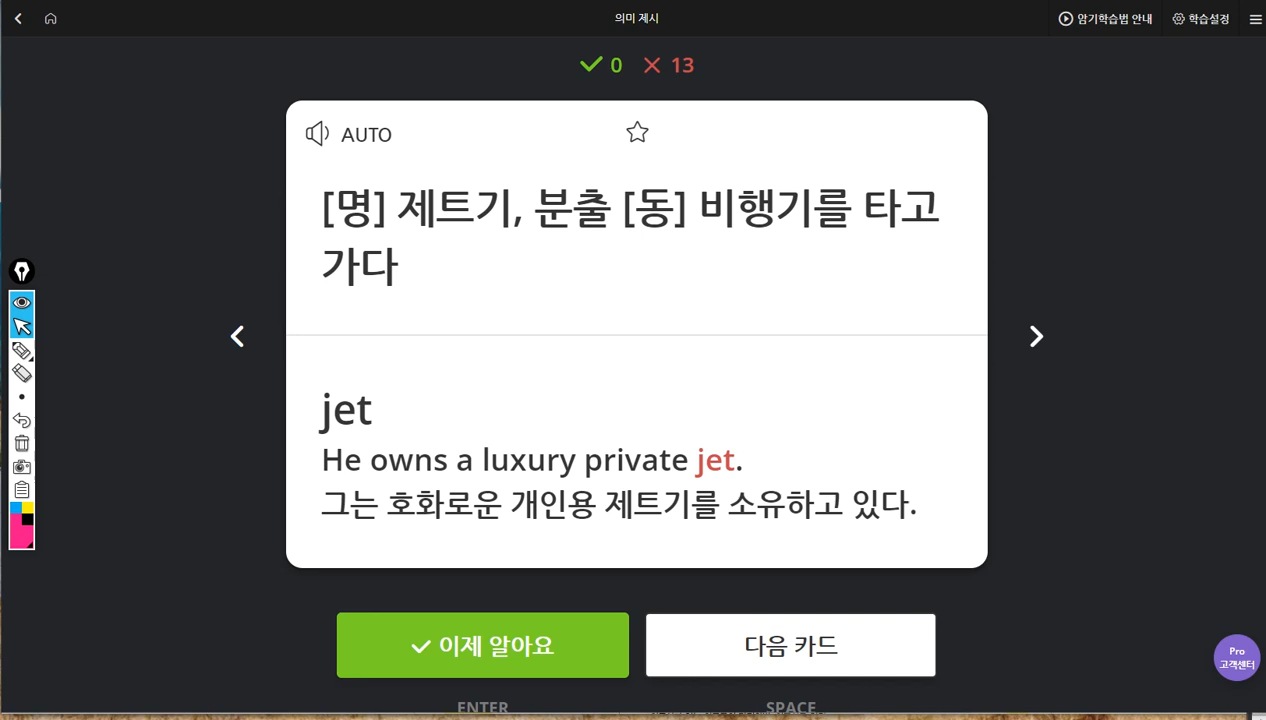 의미 제시
암기학습법 안내
학습설정
0
13
AUTO
[명] 제트기, 분출 [동] 비행기를 타고
가다
jet
He owns a luxury private jet.
그는 호화로운 개인용 제트기를 소유하고 있다.
이제 알아요
다음 카드
Pro
고객센터
ENTER
SPACE